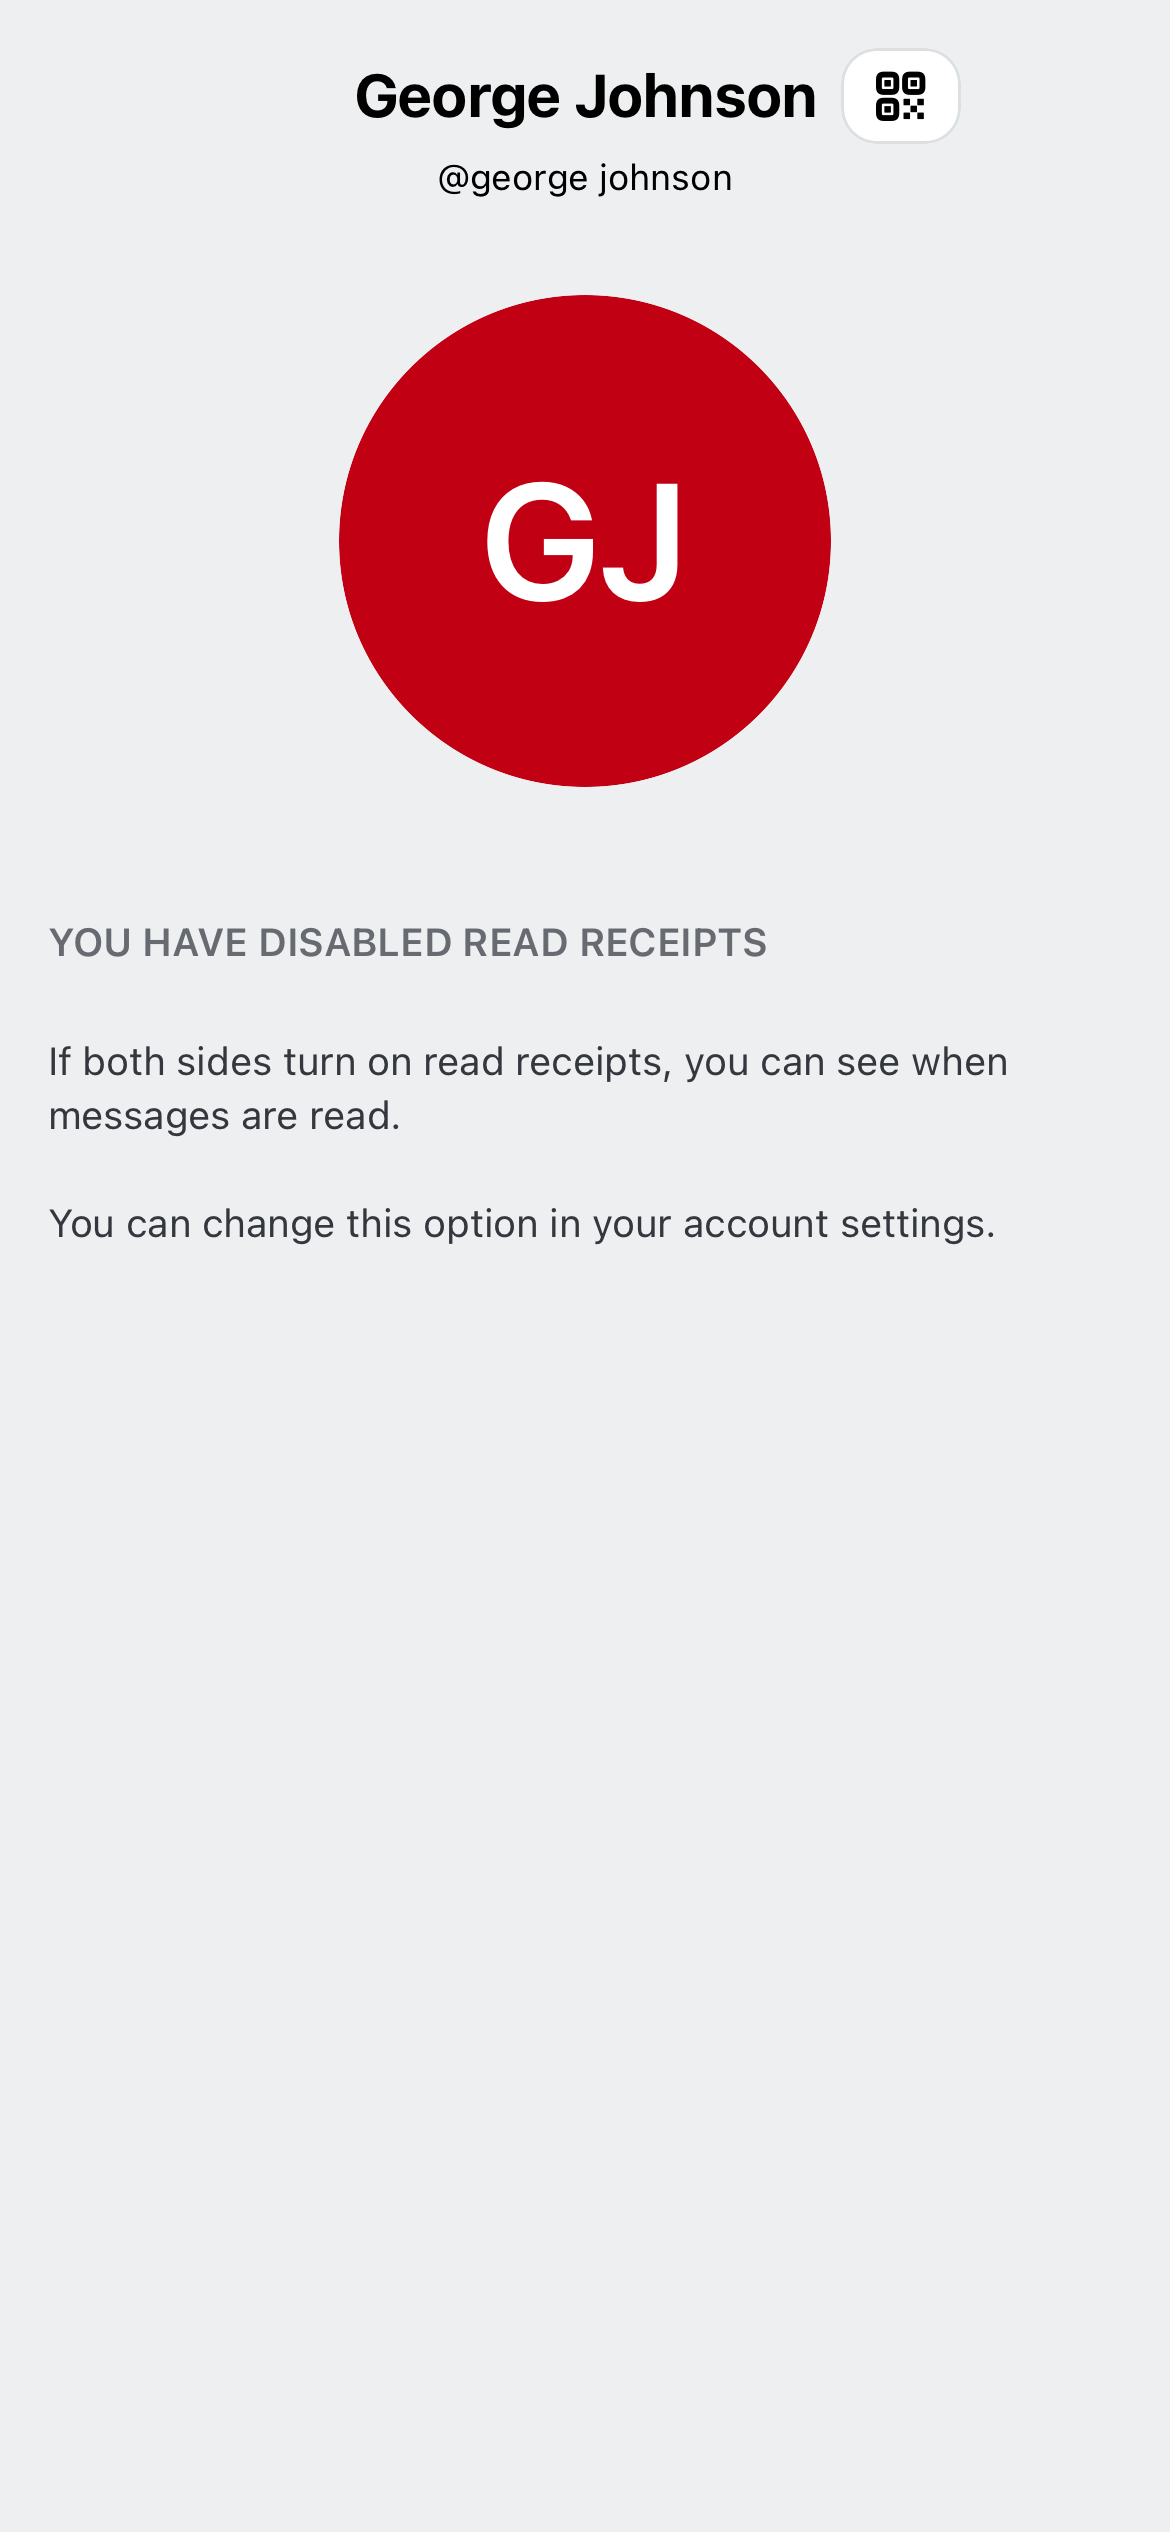 George Johnson
@george johnson
GJ
YOU HAVE DISABLED READ RECEIPTS
If both sides turn on read receipts, you can see when
messages are read.
You can change this option in your account settings.